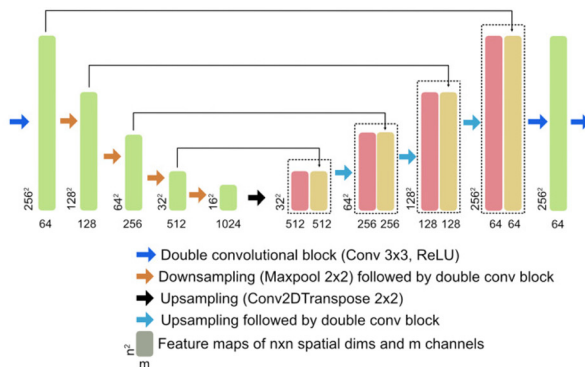 256² 128² 64² 32² 16² 32² 64² 128² 256² 256²
64 128 256 512 1024 512 512 256 256 128 128 64 64 64
Double convolutional block (Conv 3x3, ReLU)
Downsampling (Maxpool 2x2) followed by double conv block
Upsampling (Conv2DTranspose 2x2)
Upsampling followed by double conv block
n² Feature maps of nxn spatial dims and m channels
m